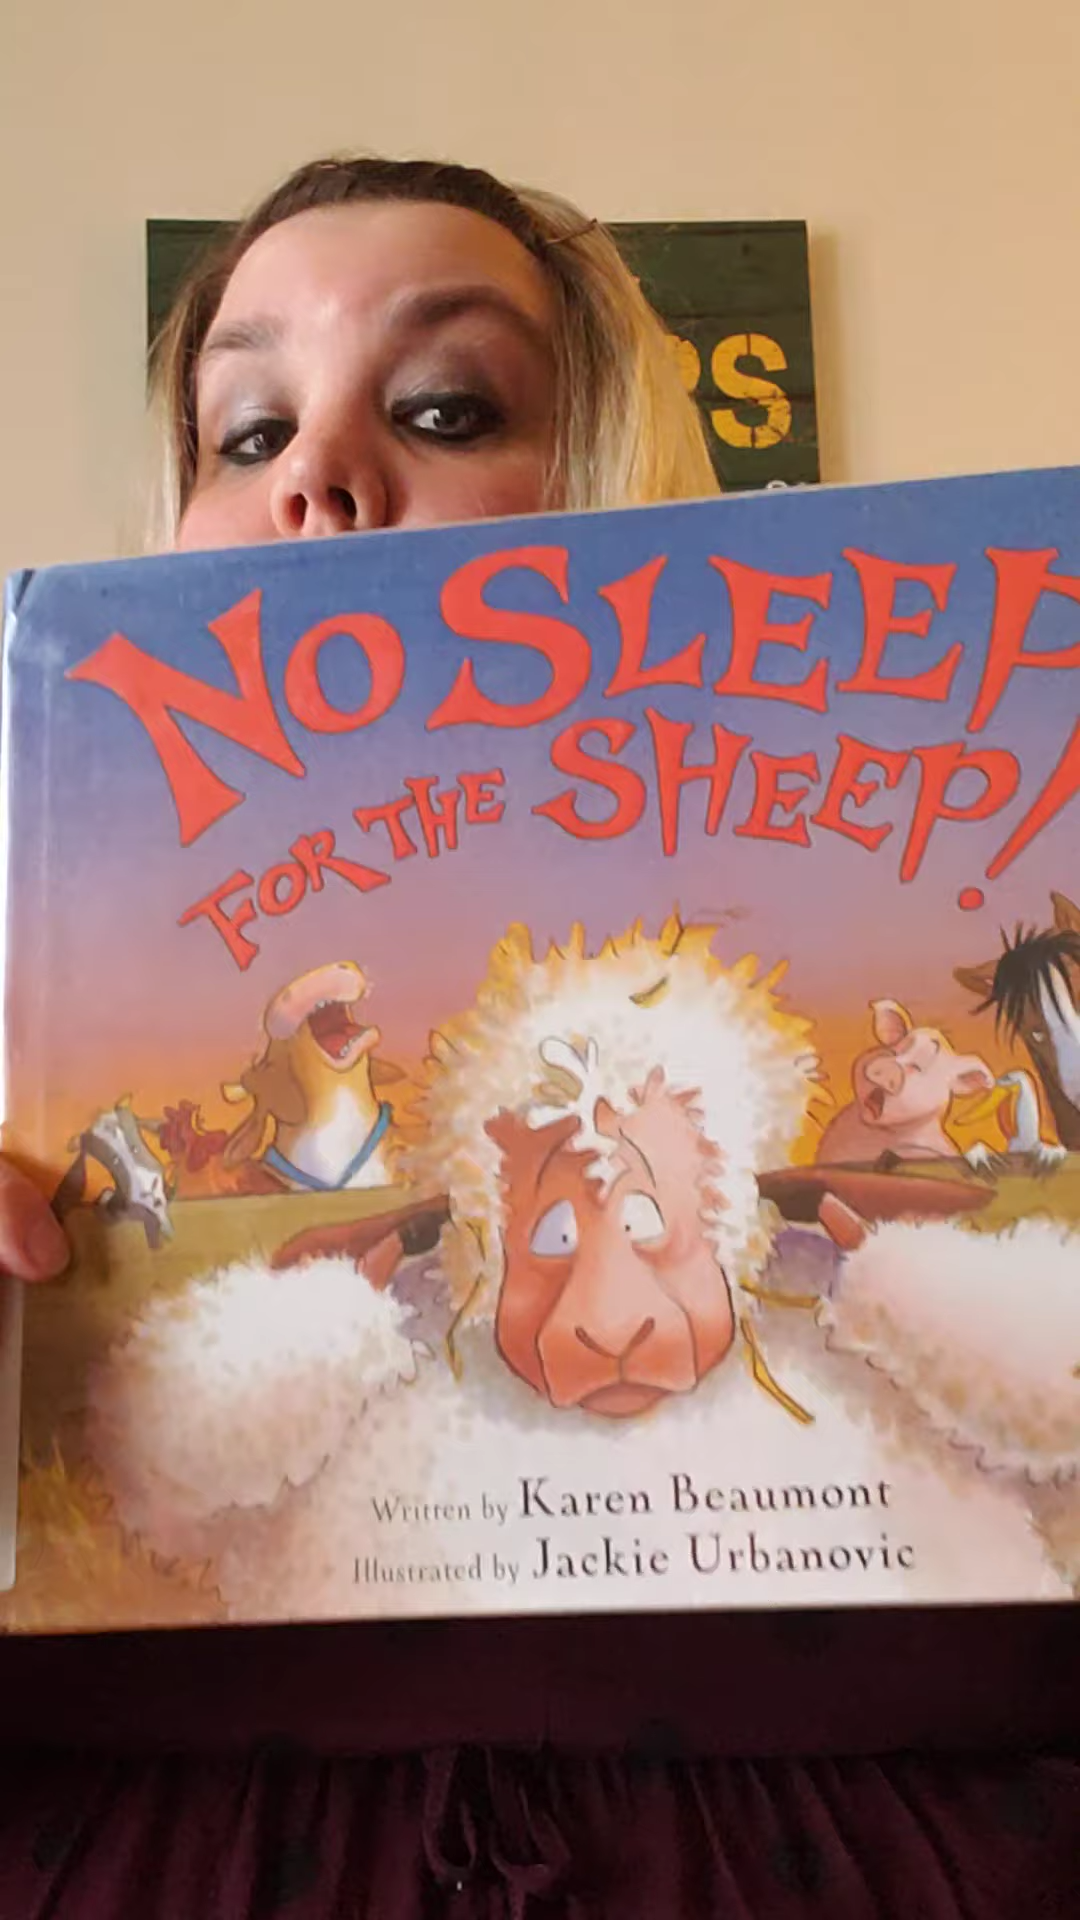 NO SLEEP
FOR THE SHEEP!
Written by Karen Beaumont
Illustrated by Jackie Urbanovic